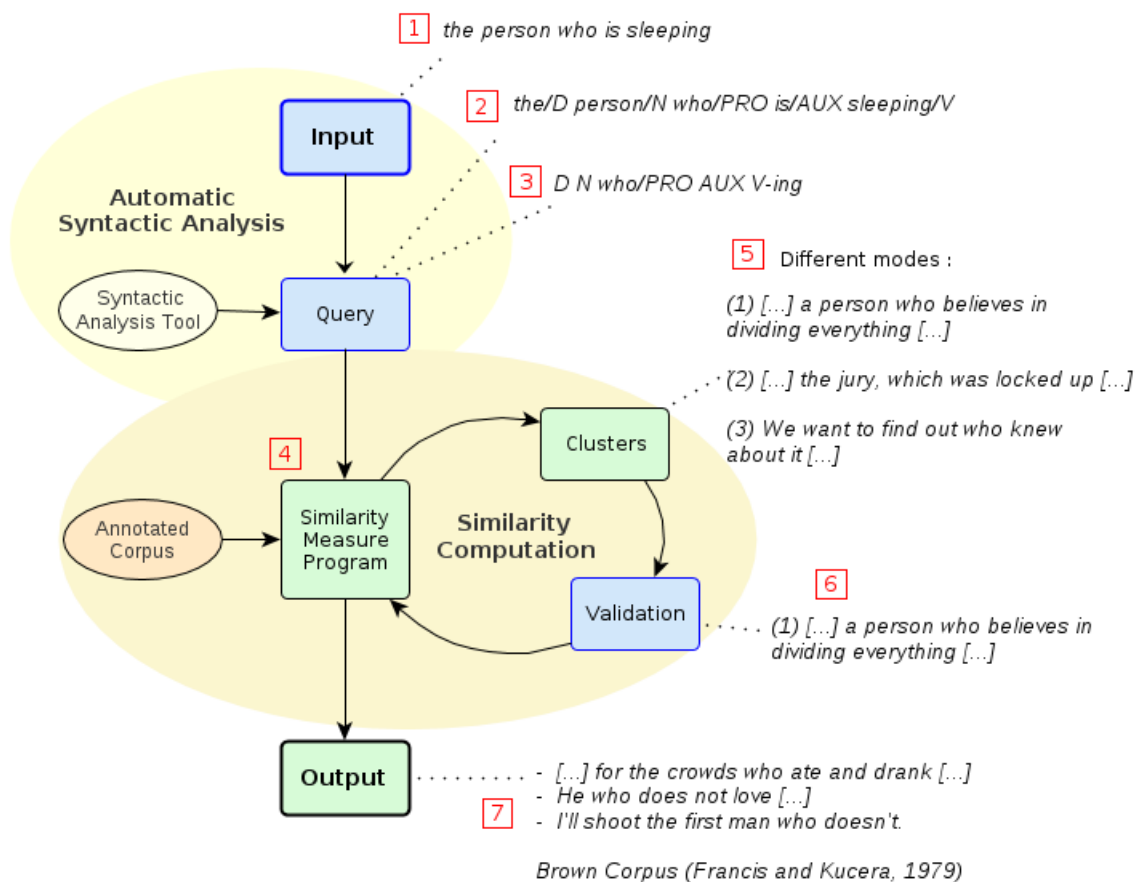 1 the person who is sleeping
2 the/D person/N who/PRO is/AUX sleeping/V
Input
3 D N who/PRO AUX V-ing
Automatic
Syntactic Analysis
5 Different modes :
Syntactic
Analysis Tool
Query
(1) [...] a person who believes in
dividing everything [...]
(2) [...] the jury, which was locked up [...]
(3) We want to find out who knew
about it [...]
Clusters
4
Annotated
Corpus
Similarity
Measure
Program
Similarity
Computation
6
Validation
(1) [...] a person who believes in
dividing everything [...]
Output
7
- [...] for the crowds who ate and drank [...]
- He who does not love [...]
- I'll shoot the first man who doesn't.
Brown Corpus (Francis and Kucera, 1979)